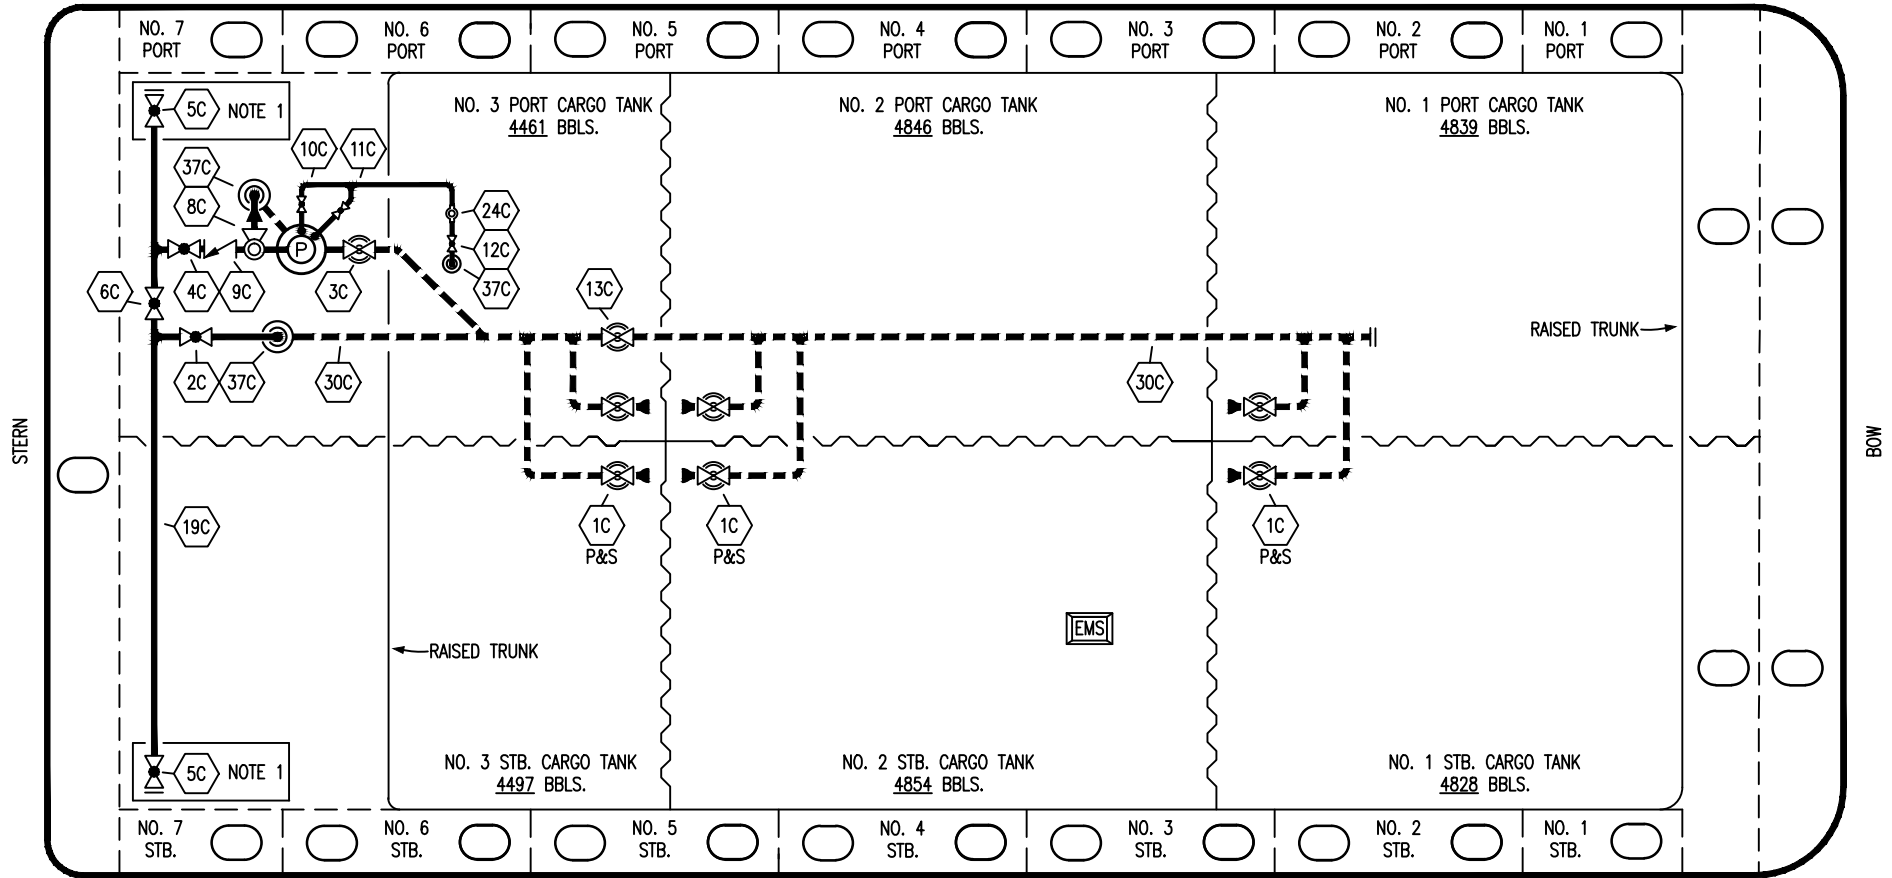 NO. 7
PORT
NO. 6
PORT
NO. 5
PORT
NO. 4
PORT
NO. 3
PORT
NO. 2
PORT
NO. 1
PORT
5C
NOTE 1
NO. 3 PORT CARGO TANK
4461 BBLS.
NO. 2 PORT CARGO TANK
4846 BBLS.
NO. 1 PORT CARGO TANK
4839 BBLS.
10C
11C
37C
8C
24C
12C
37C
P
6C
4C
9C
3C
13C
RAISED TRUNK
2C
37C
30C
30C
STERN
BOW
19C
1C
P&S
1C
P&S
1C
P&S
EMS
RAISED TRUNK
5C
NOTE 1
NO. 3 STB. CARGO TANK
4497 BBLS.
NO. 2 STB. CARGO TANK
4854 BBLS.
NO. 1 STB. CARGO TANK
4828 BBLS.
NO. 7
STB.
NO. 6
STB.
NO. 5
STB.
NO. 4
STB.
NO. 3
STB.
NO. 2
STB.
NO. 1
STB.